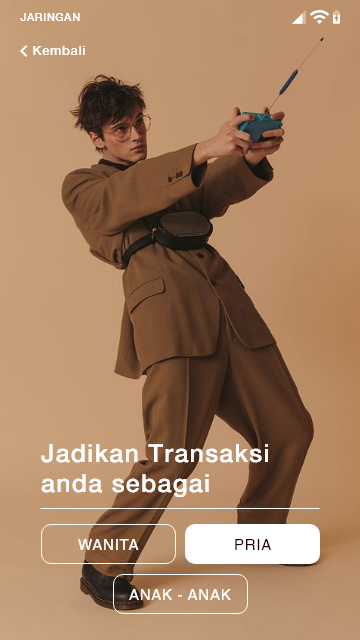 JARINGAN
Kembali
Jadikan Transaksi
anda sebagai
WANITA
PRIA
ANAK - ANAK